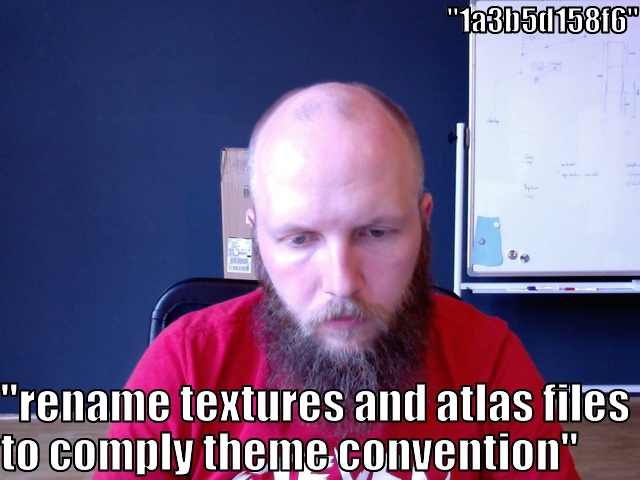 "1a3b5d158f6"
"rename textures and atlas files
to comply theme convention"